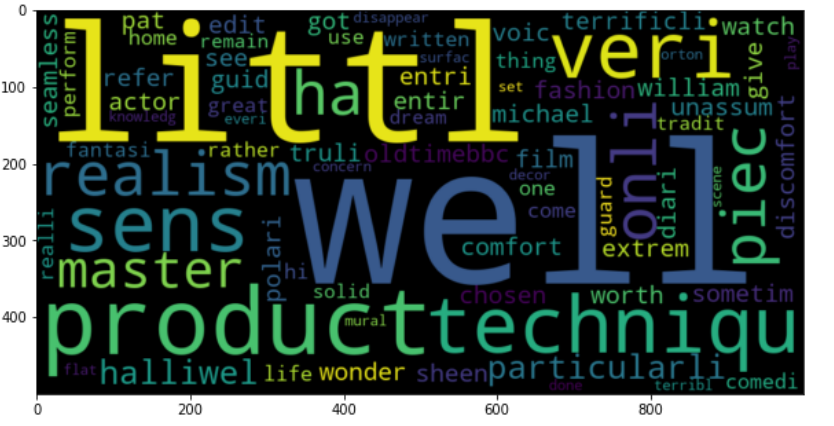 0
100
200
300
400
0
200
400
600
800
seamless
perform
pat
home
littl
edit
remain
see
guid
refer
actor
great
knowledg
everi
got
disappear
use
written
surfac
ha
entri
entir
dream
voic
thing
set
michael
terrificli
watch
veri
orton
play
give
fashion
william
unassum
tradit
fantasi
rather
truli
oldtimebbc
film
concern
decor
one
come
realism
sens
well
guard
onli
diari
scene
piec
discomfort
realli
polari
hi
comfort
extrem
master
solid
mural
chosen
worth
sometim
product
techniqu
flat
halliwel
life
wonder
sheen
particularli
done
terribl
comedi